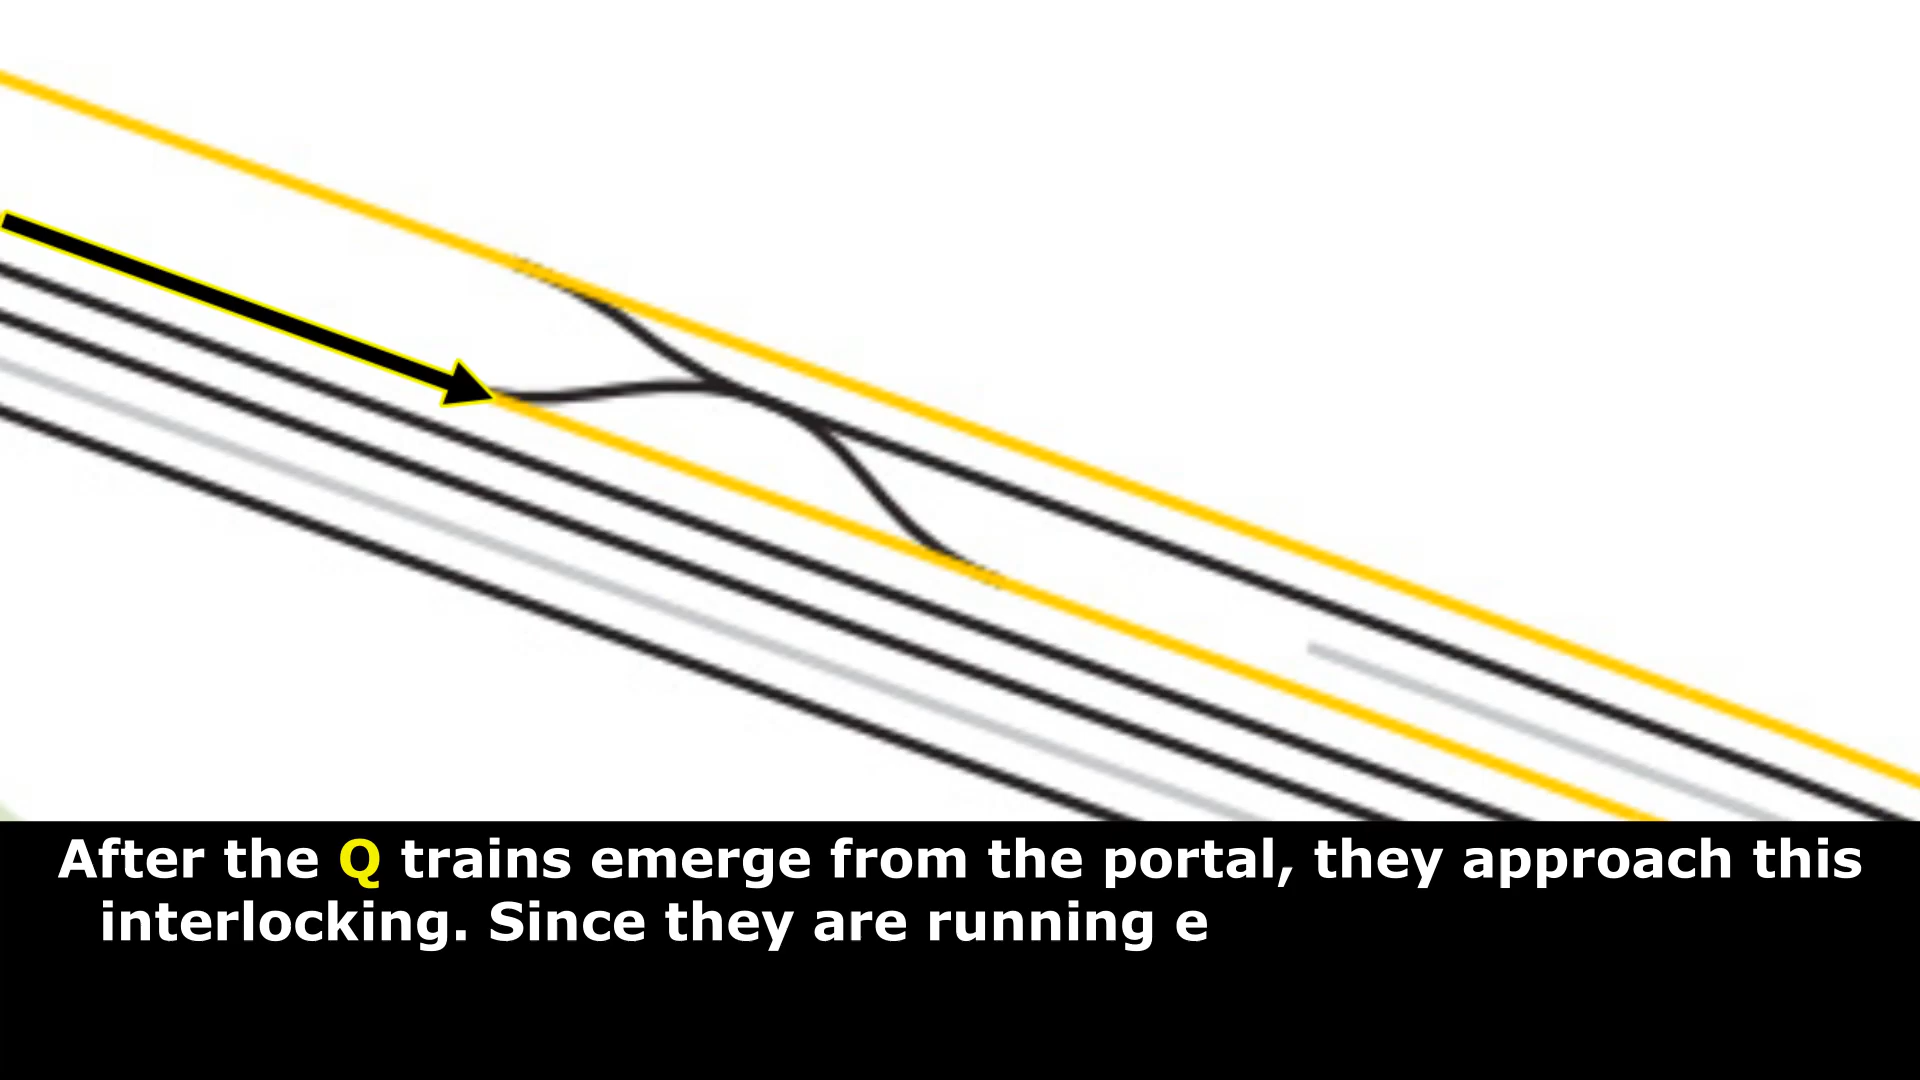 After the Q trains emerge from the portal, they approach this
interlocking. Since they are running e